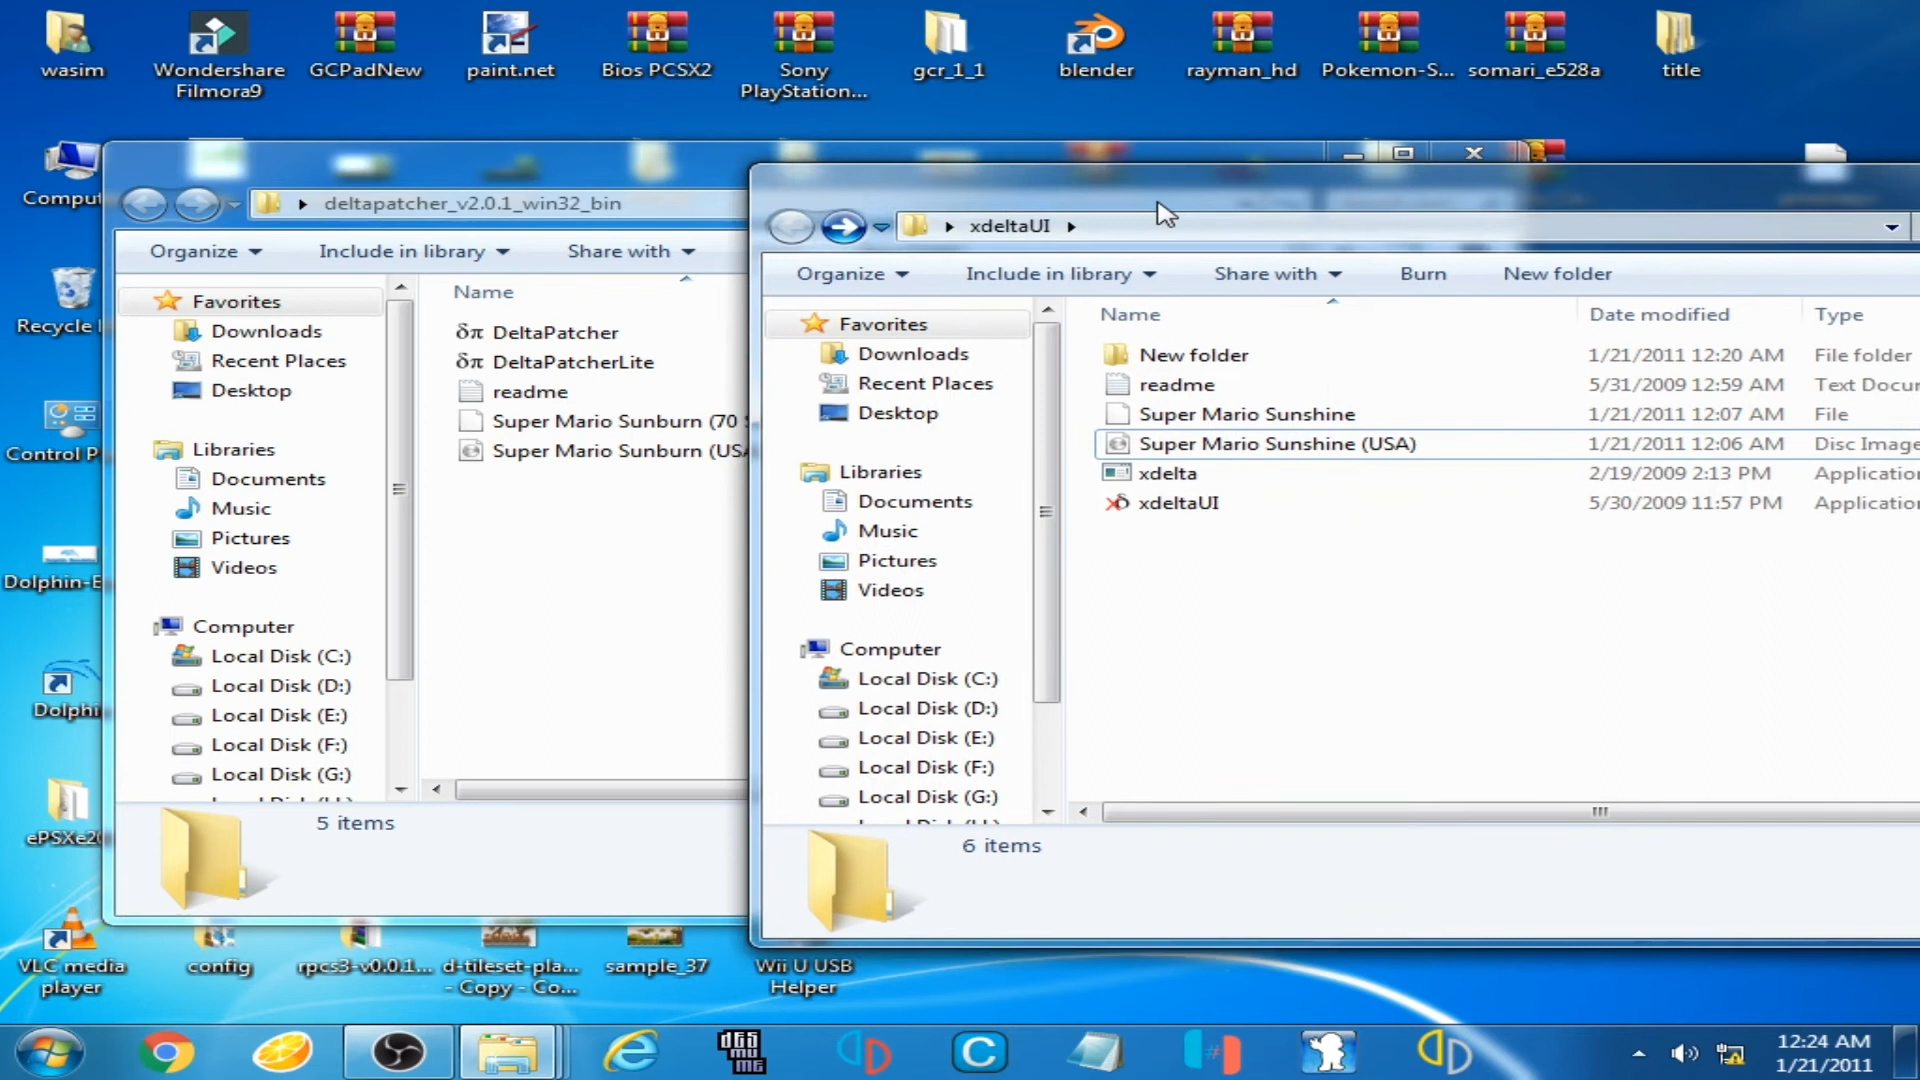 wasim
Wondershare
Filmora9
GCPadNew
paint.net
Bios PCSX2
Sony
PlayStation...
gcr_1_1
blender
rayman_hd
Pokemon-S...
somari_e528a
title
Comput
Recycle
Control P
Dolphin-E
Dolphi
ePSXe20
VLC media
player
config
rpcs3-v0.0.1...
d-tileset-pla...
- Copy - Co...
sample_37
Wii U USB
Helper
deltapatcher_v2.0.1_win32_bin
Organize
Include in library
Share with
Favorites
Downloads
Recent Places
Desktop
Libraries
Documents
Music
Pictures
Videos
Computer
Local Disk (C:)
Local Disk (D:)
Local Disk (E:)
Local Disk (F:)
Local Disk (G:)
Name
δπ DeltaPatcher
δπ DeltaPatcherLite
readme
Super Mario Sunburn (70
Super Mario Sunburn (USA
5 items
xdeltaUI
Organize
Include in library
Share with
Burn
New folder
Favorites
Downloads
Recent Places
Desktop
Libraries
Documents
Music
Pictures
Videos
Computer
Local Disk (C:)
Local Disk (D:)
Local Disk (E:)
Local Disk (F:)
Local Disk (G:)
Name Date modified Type
New folder 1/21/2011 12:20 AM File folder
readme 5/31/2009 12:59 AM Text Docu
Super Mario Sunshine 1/21/2011 12:07 AM File
Super Mario Sunshine (USA) 1/21/2011 12:06 AM Disc Image
xdelta 2/19/2009 2:13 PM Applicatio
xdeltaUI 5/30/2009 11:57 PM Applicatio
6 items
12:24 AM
1/21/2011